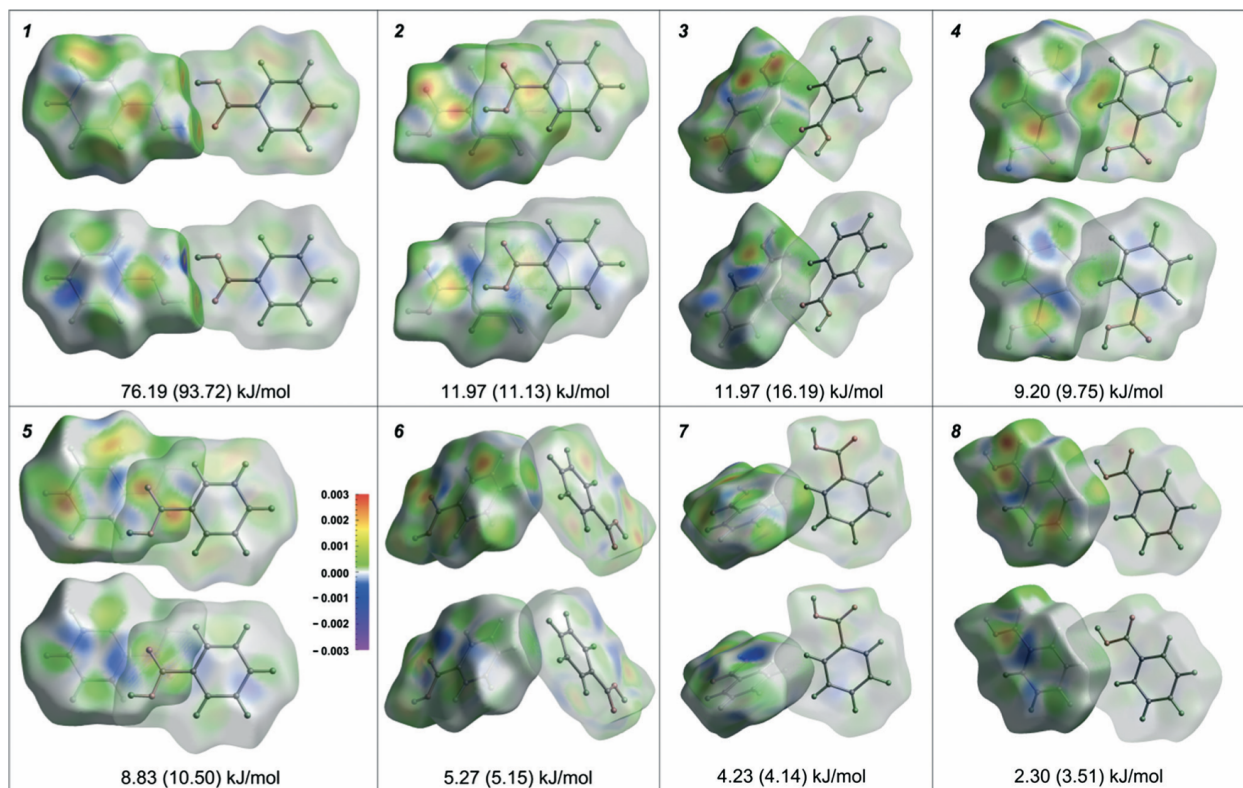 1
2
3
4
76.19 (93.72) kJ/mol
11.97 (11.13) kJ/mol
11.97 (16.19) kJ/mol
9.20 (9.75) kJ/mol
5
6
7
8
0.003
0.002
0.001
0.000
−0.001
−0.002
−0.003
8.83 (10.50) kJ/mol
5.27 (5.15) kJ/mol
4.23 (4.14) kJ/mol
2.30 (3.51) kJ/mol